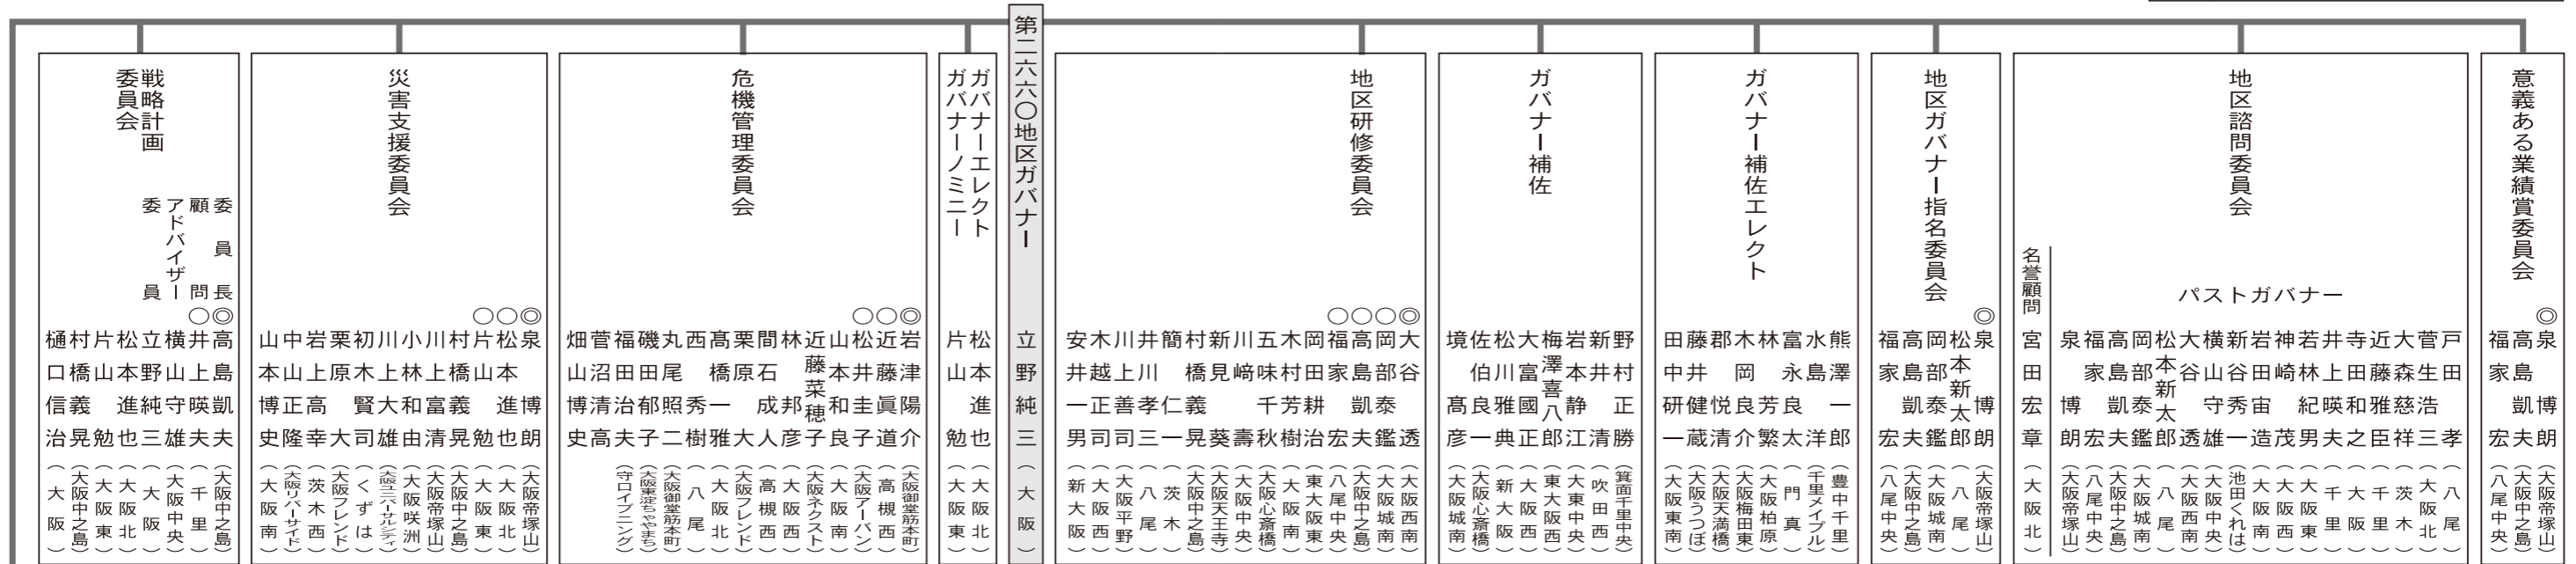 意義ある業績賞委員会
◎泉 博朗（大阪帝塚山）
高島凱夫（大阪中之島）
福家 宏（八尾中央）
地区諮問委員会
パストガバナー
戸田 孝（八尾）
菅生浩三（大阪北）
大森慈祥（茨木）
近藤雅臣（千里）
寺田和之（大阪）
井上暎夫（千里）
若林紀男（大阪東）
神崎 茂（大阪西）
岩田宙造（大阪南）
新谷秀一（池田くれは）
横山守雄（大阪中央）
大谷 透（大阪西南）
松本新太郎（八尾）
岡部泰鑑（大阪城南）
高島凱夫（大阪中之島）
福家 宏（八尾中央）
泉 博朗（大阪帝塚山）
名誉顧問 宮田宏章（大阪北）
地区ガバナー指名委員会
◎泉 博朗（大阪帝塚山）
松本新太郎（八尾）
岡部泰鑑（大阪城南）
高島凱夫（大阪中之島）
福家 宏（八尾中央）
ガバナー補佐エレクト
熊澤一郎（豊中千里）
水島 洋（千里メイプル）
富永良太（門真）
林 芳繁（大阪柏原）
木岡良介（大阪梅田東）
郡 悦清（大阪天満橋）
藤井健蔵（大阪うつぼ）
田中研一（大阪東南）
ガバナー補佐
野村正勝（箕面千里中央）
新井 清（吹田西）
岩本静江（大東中央）
梅澤喜八郎（東大阪西）
大富國正（大阪西）
松川雅典（新大阪）
佐伯良一（大阪心斎橋）
境 髙彦（大阪城南）
地区研修委員会
◎大谷 透（大阪西南）
○岡部泰鑑（大阪城南）
○高島凱夫（大阪中之島）
○福家 宏（八尾中央）
岡田耕治（東大阪東）
木村芳樹（大阪南）
五味千秋（大阪心斎橋）
川﨑 壽（大阪中央）
新見 葵（大阪天王寺）
村橋義晃（大阪中之島）
簡 仁一（茨木）
井川孝三（八尾）
川上善司（大阪平野）
木越正司（大阪西）
安井一男（新大阪）
第二六六〇地区ガバナー 立野純三（大阪）
ガバナーエレクト 松本進也（大阪北）
ガバナーノミニー 片山 勉（大阪東）
危機管理委員会
◎岩津陽介（大阪御堂筋本町）
○近藤眞道（高槻西）
○松井圭子（大阪アーバン）
山本和良（大阪南）
近藤菜穂子（大阪ネクスト）
林 邦彦（大阪西）
間石成人（高槻西）
栗原 大（大阪フレンド）
髙橋一雅（大阪北）
西 秀樹（八尾）
丸尾照二（大阪御堂筋本町）
磯田郁子（大阪東淀ちゃやまち）
福田治夫（守口イブニング）
菅沼清高
畑山博史
災害支援委員会
◎泉 博朗（大阪帝塚山）
○松本進也（大阪北）
○片山 勉（大阪東）
村橋義晃（大阪中之島）
川上富清（大阪帝塚山）
小林和由（大阪咲洲）
川上大雄（大阪ユニバーサルシティ）
初木賢司（くずは）
栗原 大（大阪フレンド）
岩上高幸（茨木西）
中山正隆（大阪リバーサイド）
山本博史（大阪南）
戦略計画
委員会
委員長 ◎高島凱夫（大阪中之島）
顧問 ○井上暎夫（千里）
アドバイザー 横山守雄（大阪中央）
委員 立野純三（大阪）
松本進也（大阪北）
片山 勉（大阪東）
村橋義晃（大阪中之島）
樋口信治（大阪）